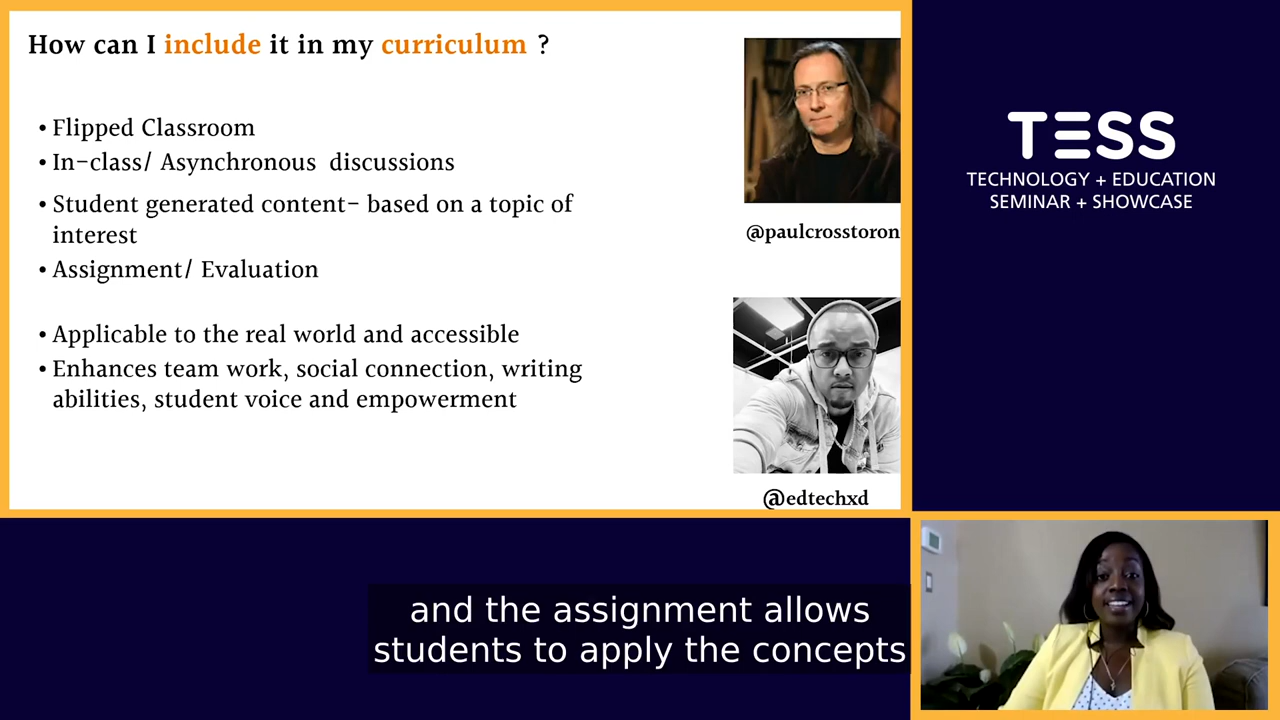 How can I include it in my curriculum ?
• Flipped Classroom
• In-class/ Asynchronous discussions
• Student generated content- based on a topic of
interest
• Assignment/ Evaluation
• Applicable to the real world and accessible
• Enhances team work, social connection, writing
abilities, student voice and empowerment
@paulcrosstoron
@edtechxd
TESS
TECHNOLOGY + EDUCATION
SEMINAR + SHOWCASE
and the assignment allows
students to apply the concepts